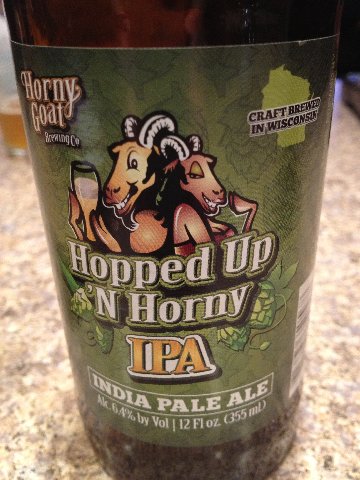 Horny
Goat
Brewing Co
CRAFT BREWED
IN WISCONSIN
Hopped Up
'N Horny
IPA
INDIA PALE ALE
Alc. 6.4% by Vol | 12 Fl oz. (355 mL)